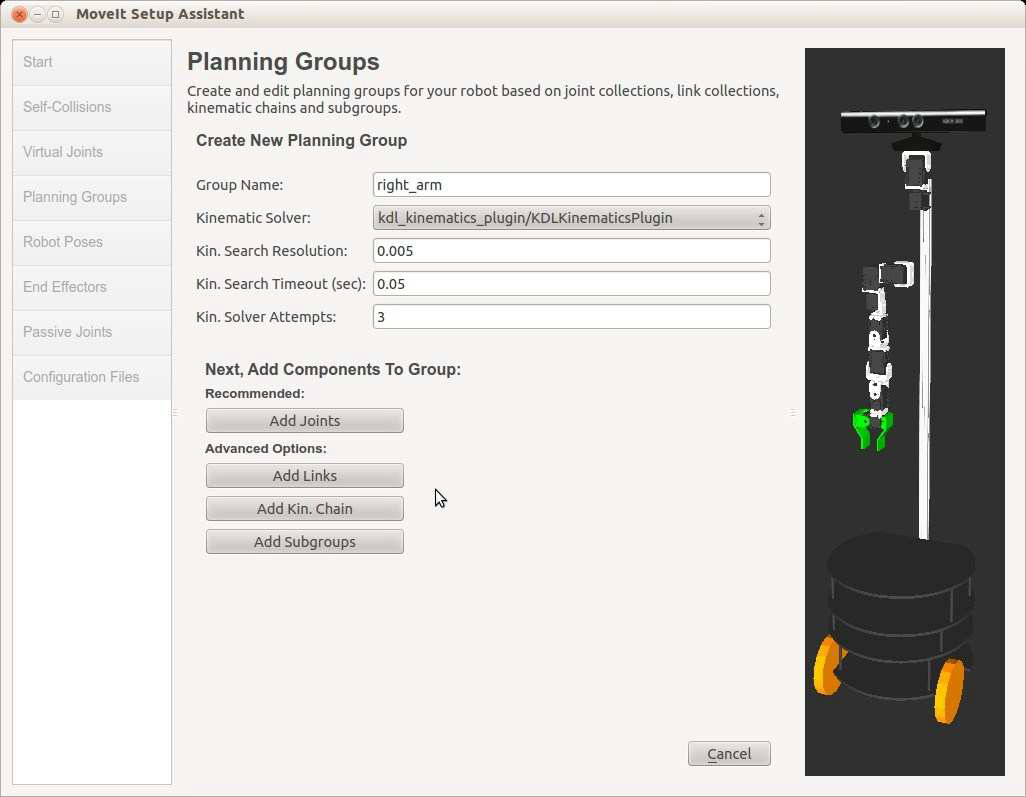 MoveIt Setup Assistant
Start
Self-Collisions
Virtual Joints
Planning Groups
Robot Poses
End Effectors
Passive Joints
Configuration Files
Planning Groups
Create and edit planning groups for your robot based on joint collections, link collections,
kinematic chains and subgroups.
Create New Planning Group
Group Name: right_arm
Kinematic Solver: kdl_kinematics_plugin/KDLKinematicsPlugin
Kin. Search Resolution: 0.005
Kin. Search Timeout (sec): 0.05
Kin. Solver Attempts: 3
Next, Add Components To Group:
Recommended:
Add Joints
Advanced Options:
Add Links
Add Kin. Chain
Add Subgroups
Cancel